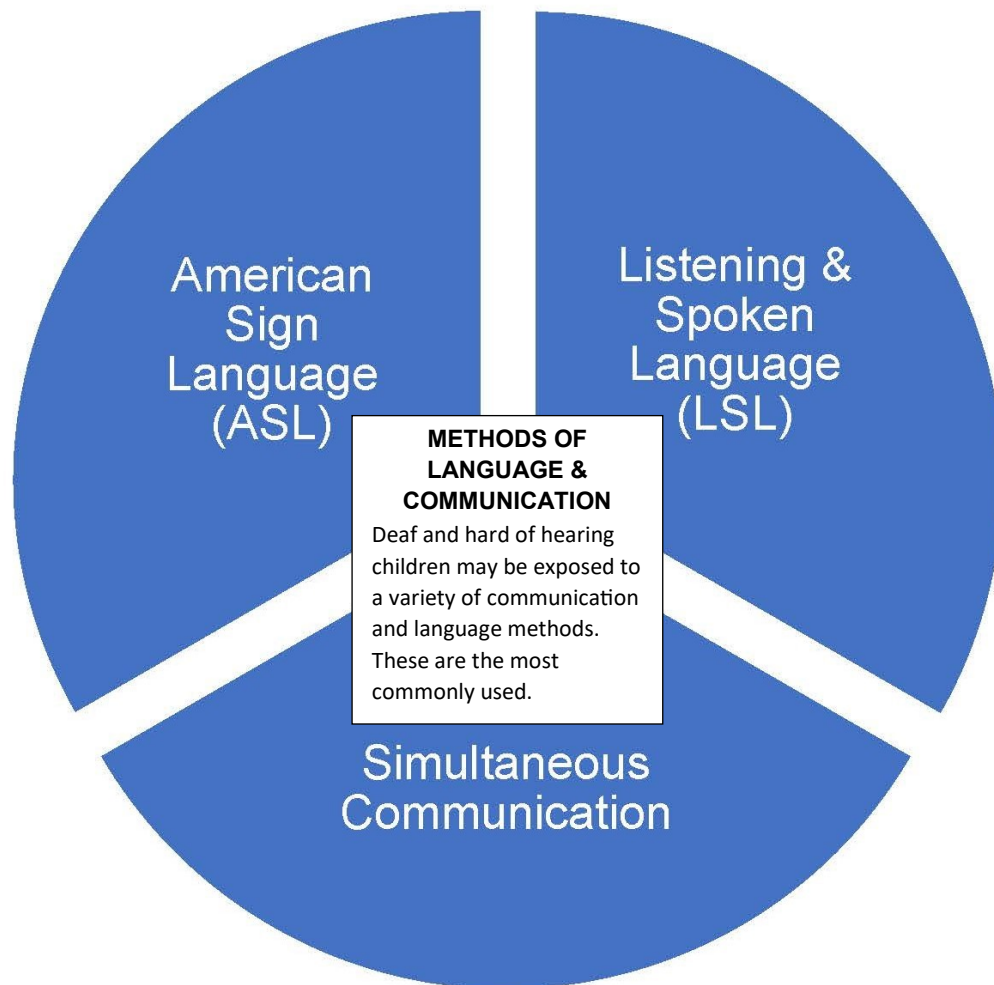 American
Sign
Language
(ASL)
Listening &
Spoken
Language
(LSL)
METHODS OF
LANGUAGE &
COMMUNICATION
Deaf and hard of hearing
children may be exposed to
a variety of communication
and language methods.
These are the most
commonly used.
Simultaneous
Communication